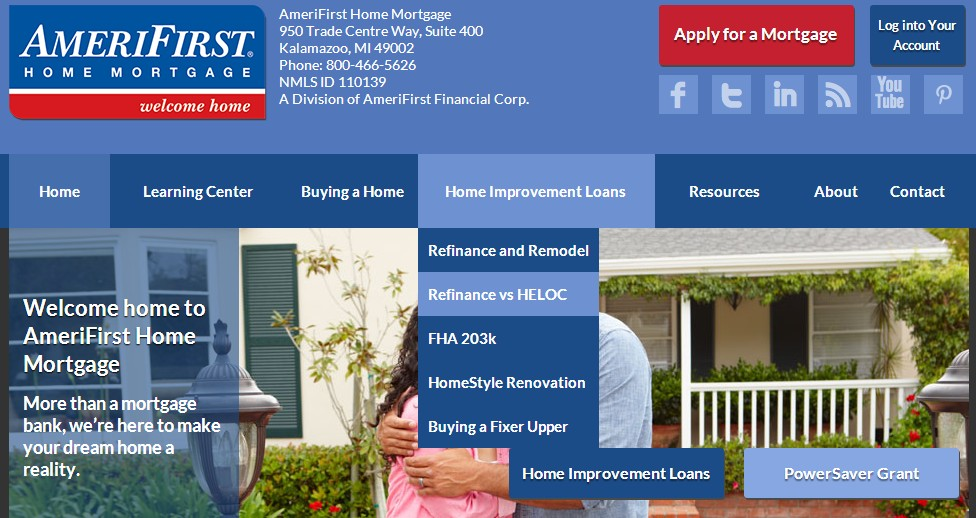 AMERIFIRST®
HOME MORTGAGE
welcome home
AmeriFirst Home Mortgage
950 Trade Centre Way, Suite 400
Kalamazoo, MI 49002
Phone: 800-466-5626
NMLS ID 110139
A Division of AmeriFirst Financial Corp.
Apply for a Mortgage
Log into Your
Account
f
t
in
You
Tube
Home
Learning Center
Buying a Home
Home Improvement Loans
Resources
About
Contact
Refinance and Remodel
Refinance vs HELOC
FHA 203k
HomeStyle Renovation
Buying a Fixer Upper
Welcome home to
AmeriFirst Home
Mortgage
More than a mortgage
bank, we're here to make
your dream home a
reality.
Home Improvement Loans
PowerSaver Grant